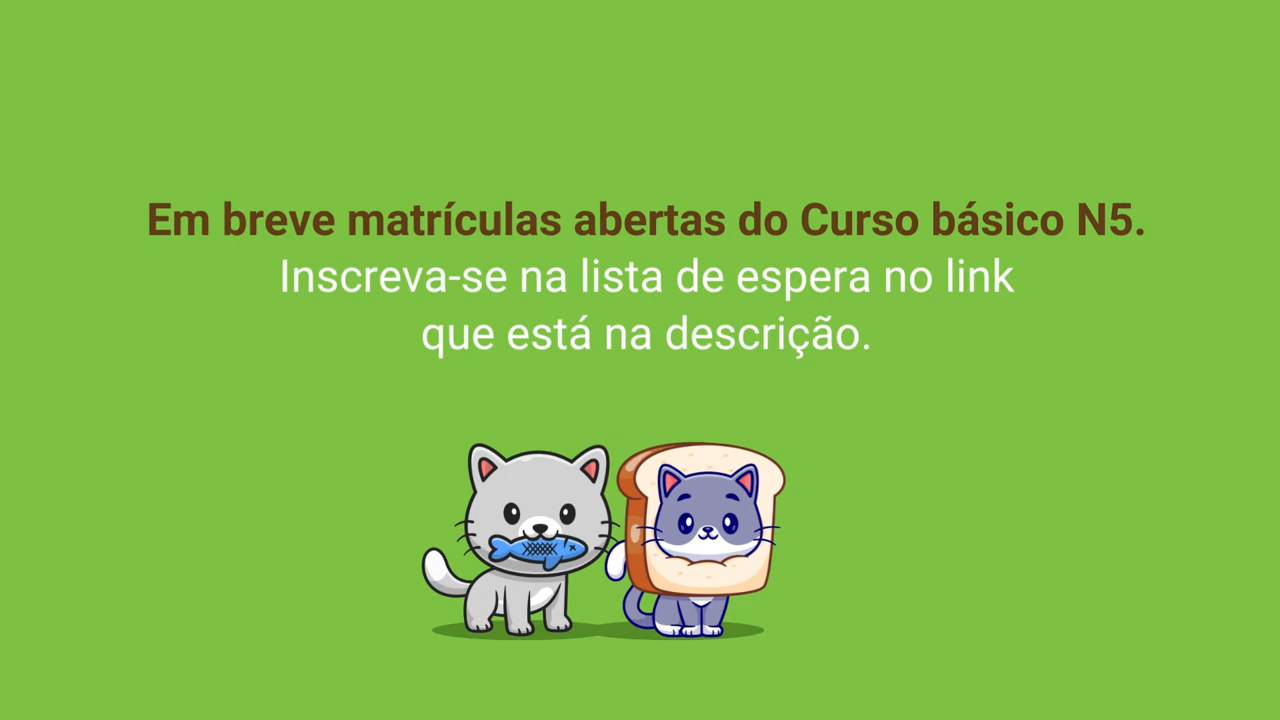 Em breve matrículas abertas do Curso básico N5.
Inscreva-se na lista de espera no link
que está na descrição.